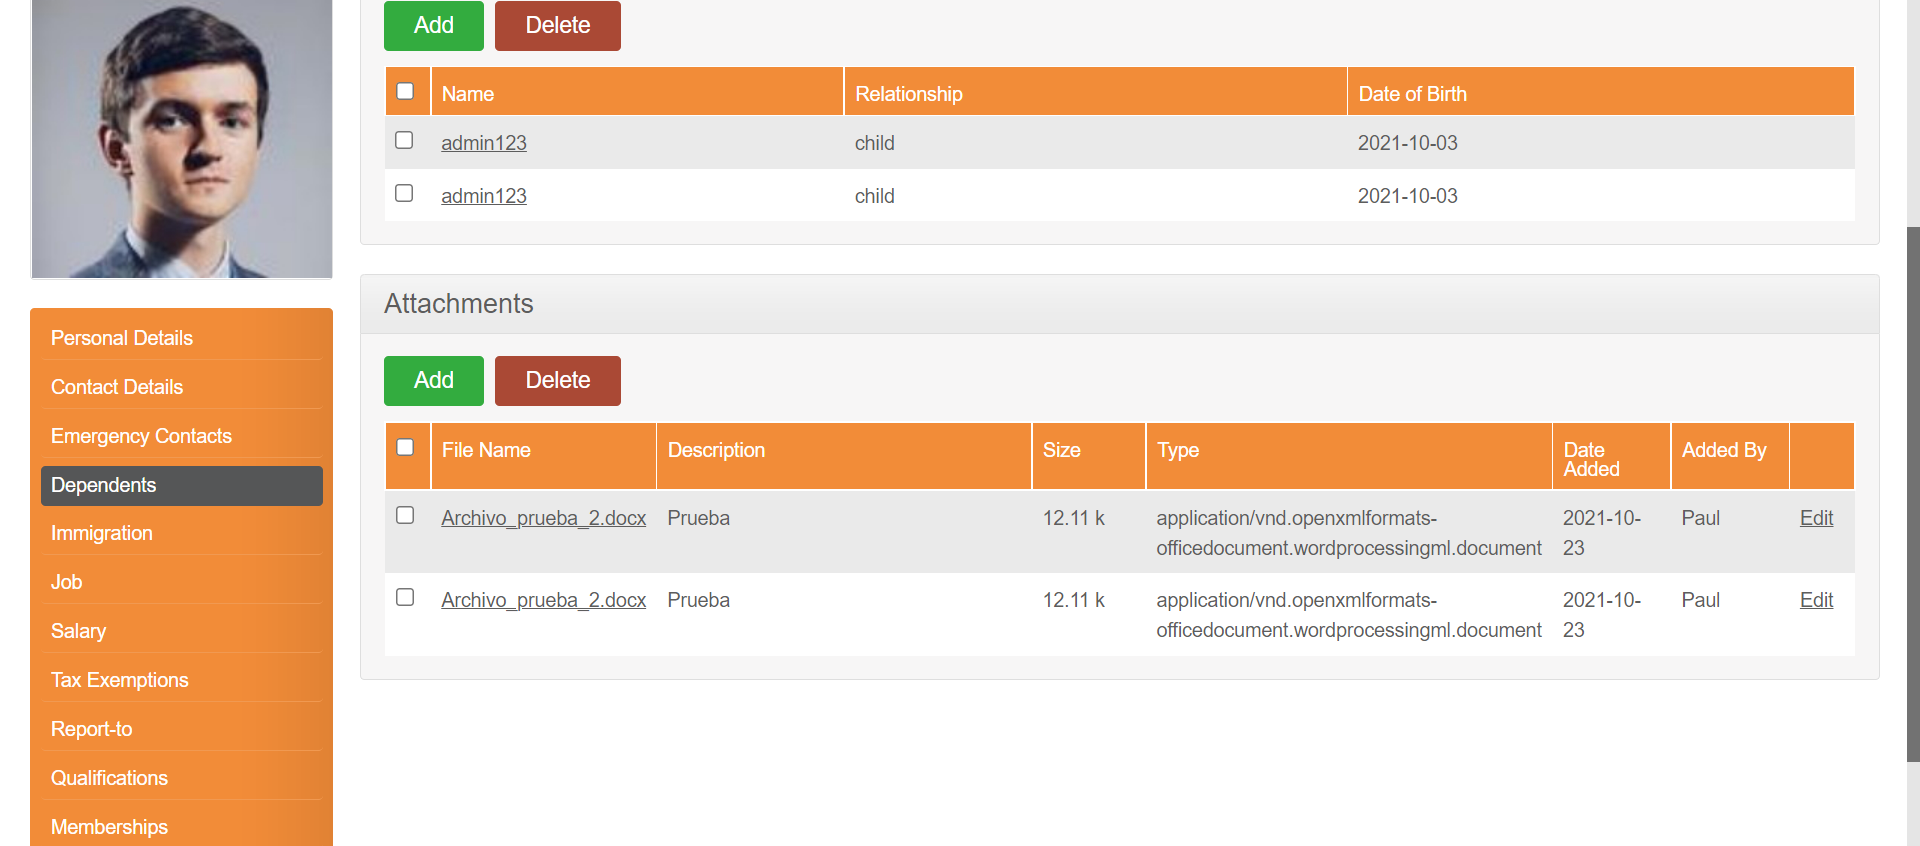 Add Delete
Name Relationship Date of Birth
admin123 child 2021-10-03
admin123 child 2021-10-03
Attachments
Add Delete
File Name Description Size Type Date Added Added By
Archivo_prueba_2.docx Prueba 12.11 k application/vnd.openxmlformats-officedocument.wordprocessingml.document 2021-10-23 Paul Edit
Archivo_prueba_2.docx Prueba 12.11 k application/vnd.openxmlformats-officedocument.wordprocessingml.document 2021-10-23 Paul Edit
Personal Details
Contact Details
Emergency Contacts
Dependents
Immigration
Job
Salary
Tax Exemptions
Report-to
Qualifications
Memberships